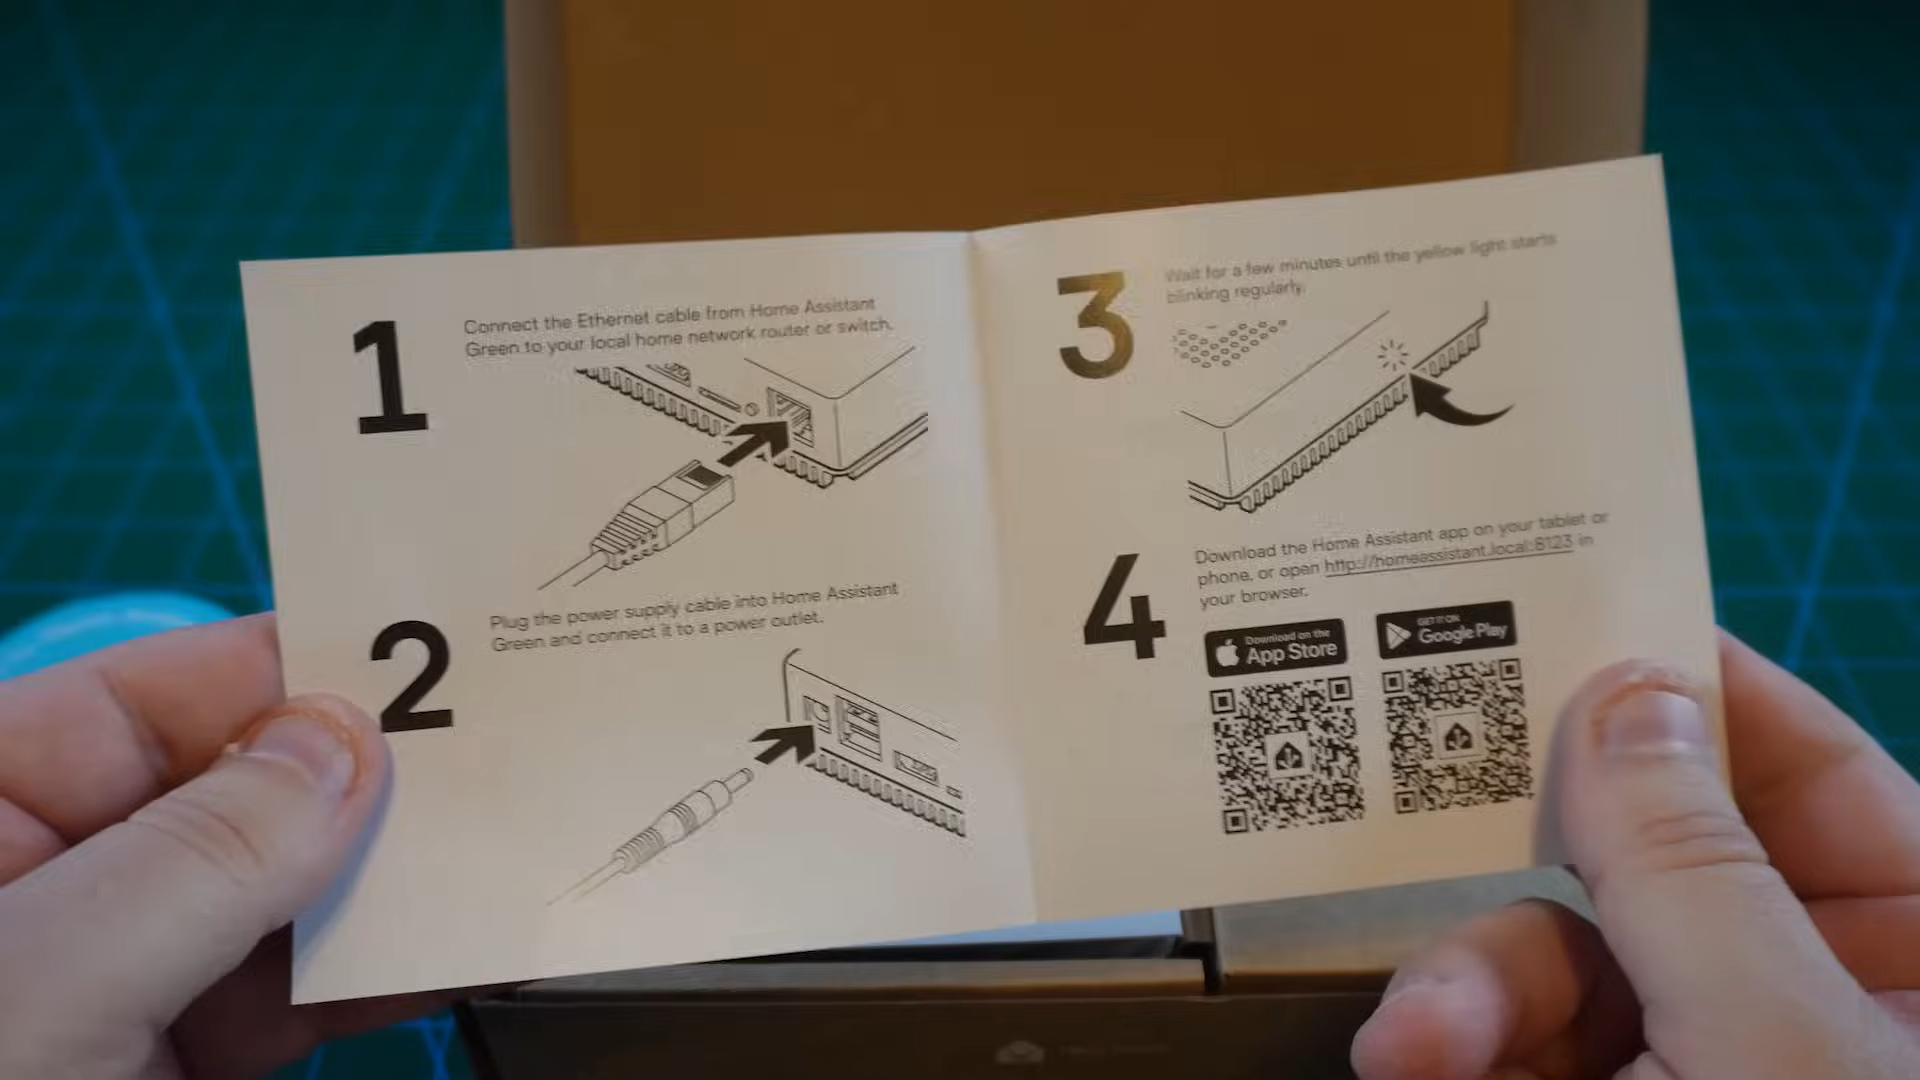 1
Connect the Ethernet cable from Home Assistant
Green to your local home network router or switch.
2
Plug the power supply cable into Home Assistant
Green and connect it to a power outlet.
3
Wait for a few minutes until the yellow light starts
blinking regularly.
4
Download the Home Assistant app on your tablet or
phone, or open http://homeassistant.local:8123 in
your browser.
Download on the
App Store
GET IT ON
Google Play